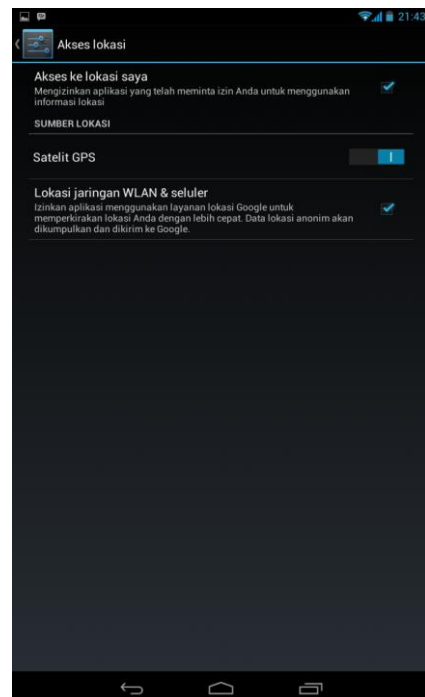 21:43
Akses lokasi
Akses ke lokasi saya
Mengizinkan aplikasi yang telah meminta izin Anda untuk menggunakan
informasi lokasi
SUMBER LOKASI
Satelit GPS
I
Lokasi jaringan WLAN & seluler
Izinkan aplikasi menggunakan layanan lokasi Google untuk
memperkirakan lokasi Anda dengan lebih cepat. Data lokasi anonim akan
dikumpulkan dan dikirim ke Google.